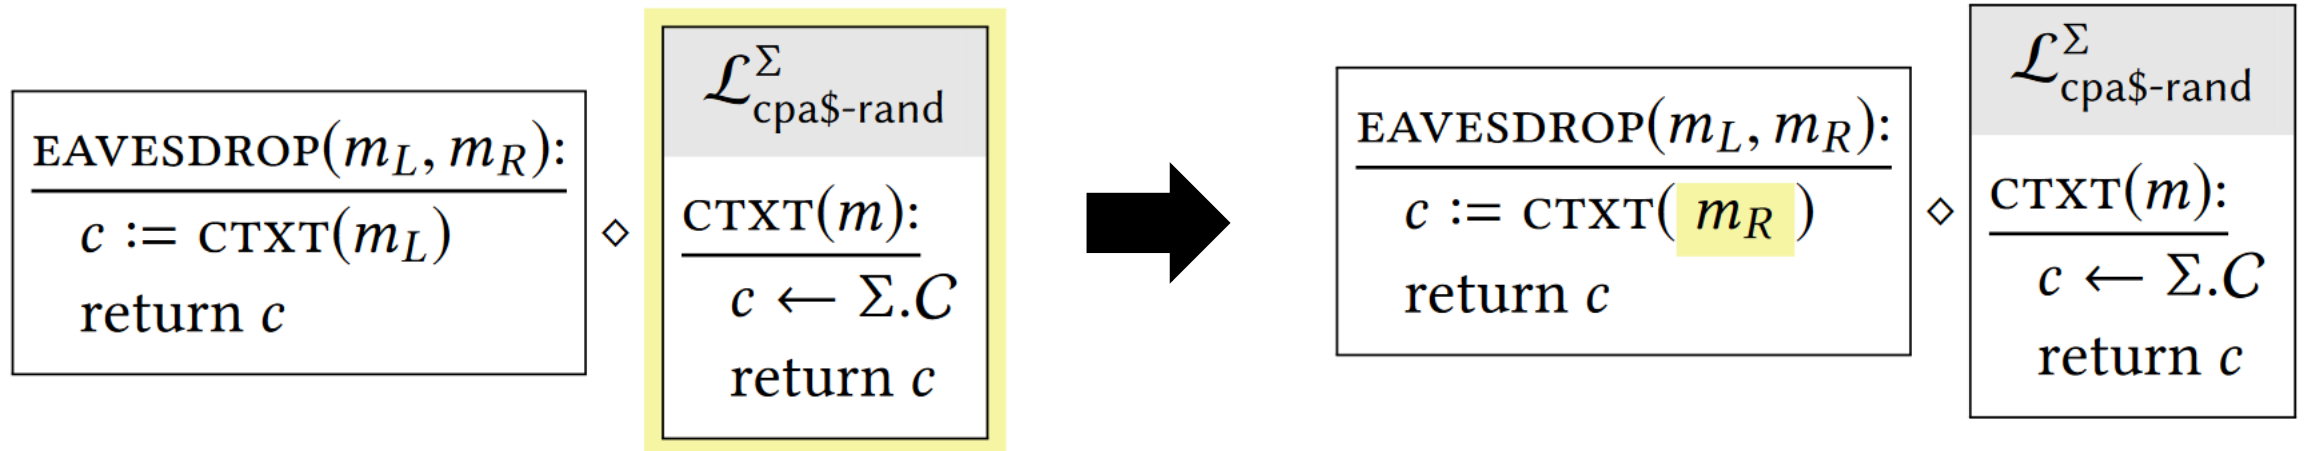 EAVESDROP(m_L, m_R):
c := CTXT(m_L)
return c
⋄
ℒ^Σ_cpa$-rand
CTXT(m):
c ← Σ.𝒞
return c
EAVESDROP(m_L, m_R):
c := CTXT( m_R )
return c
⋄
ℒ^Σ_cpa$-rand
CTXT(m):
c ← Σ.𝒞
return c